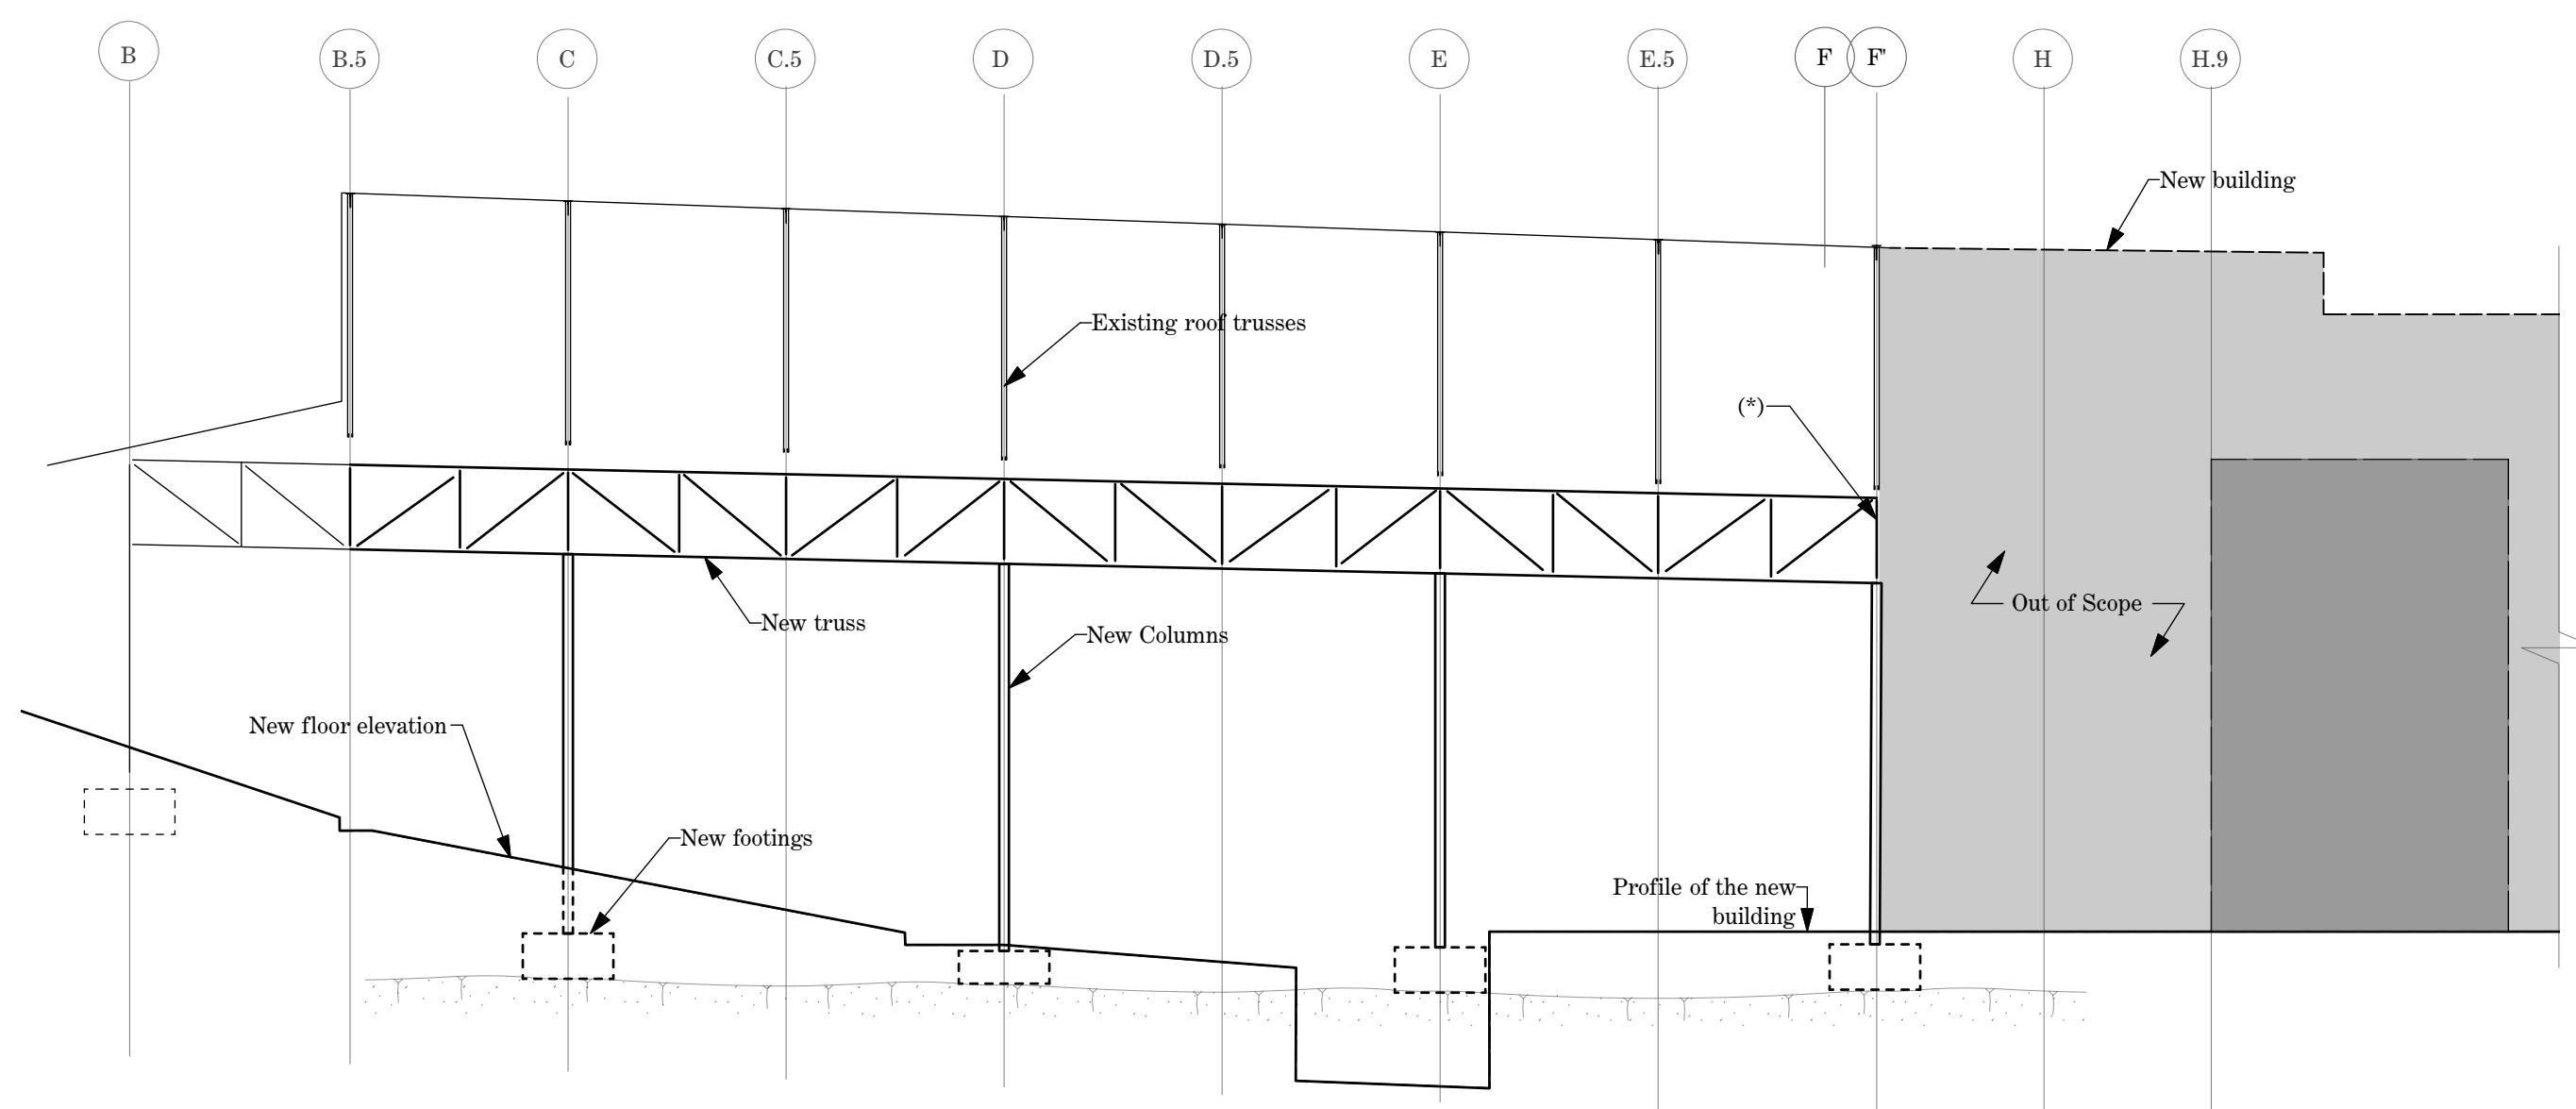 B
B.5
C
C.5
D
D.5
E
E.5
F
F'
H
H.9
New building
Existing roof trusses
(*)
Out of Scope
New truss
New Columns
New floor elevation
New footings
Profile of the new
building